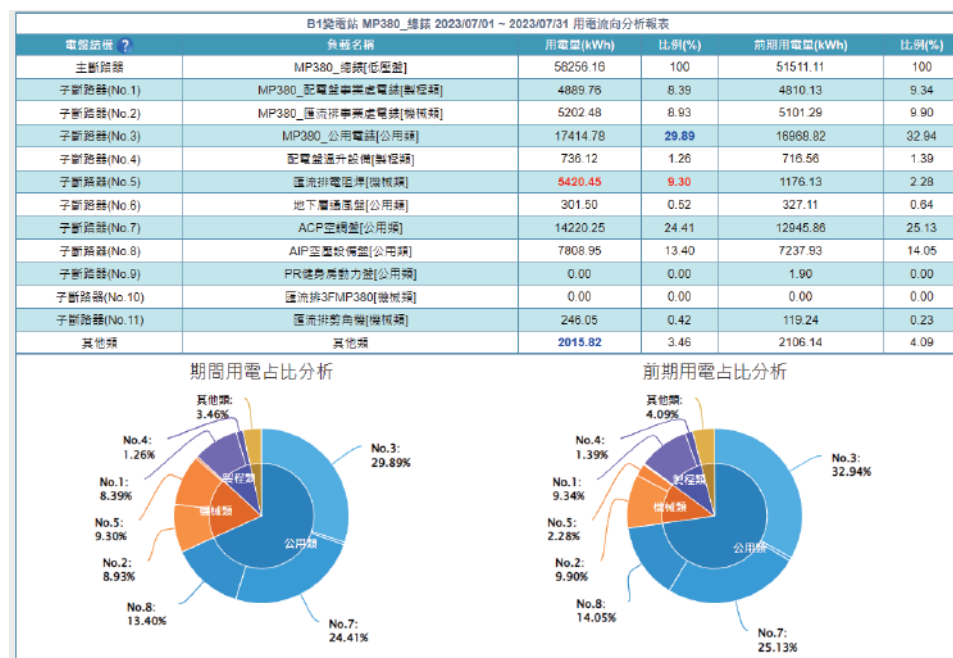 B1變電站 MP380_總錶 2023/07/01 ~ 2023/07/31 用電流向分析報表
電盤結構 ? 負載名稱 用電量(kWh) 比例(%) 前期用電量(kWh) 比例(%)
主斷路器 MP380_總錶[低壓盤] 58256.16 100 51511.11 100
子斷路器(No.1) MP380_配電盤事業處電錶[製程類] 4889.76 8.39 4810.13 9.34
子斷路器(No.2) MP380_匯流排事業處電錶[機械類] 5202.48 8.93 5101.29 9.90
子斷路器(No.3) MP380_公用電錶[公用類] 17414.78 29.89 16968.82 32.94
子斷路器(No.4) 配電盤溫升設備[製程類] 736.12 1.26 716.56 1.39
子斷路器(No.5) 匯流排電阻焊[機械類] 5420.45 9.30 1176.13 2.28
子斷路器(No.6) 地下層通風盤[公用類] 301.50 0.52 327.11 0.64
子斷路器(No.7) ACP空調盤[公用類] 14220.25 24.41 12945.86 25.13
子斷路器(No.8) AIP空壓設備盤[公用類] 7808.95 13.40 7237.93 14.05
子斷路器(No.9) PR健身房動力盤[公用類] 0.00 0.00 1.90 0.00
子斷路器(No.10) 匯流排3FMP380[機械類] 0.00 0.00 0.00 0.00
子斷路器(No.11) 匯流排剪角機[機械類] 246.05 0.42 119.24 0.23
其他類 其他類 2015.82 3.46 2106.14 4.09
期間用電占比分析
其他類:
3.46%
No.4:
1.26%
No.1:
8.39%
No.5:
9.30%
No.2:
8.93%
No.8:
13.40%
No.7:
24.41%
No.3:
29.89%
製程類
機械類
公用類
前期用電占比分析
其他類:
4.09%
No.4:
1.39%
No.1:
9.34%
No.5:
2.28%
No.2:
9.90%
No.8:
14.05%
No.7:
25.13%
No.3:
32.94%
製程類
機械類
公用類